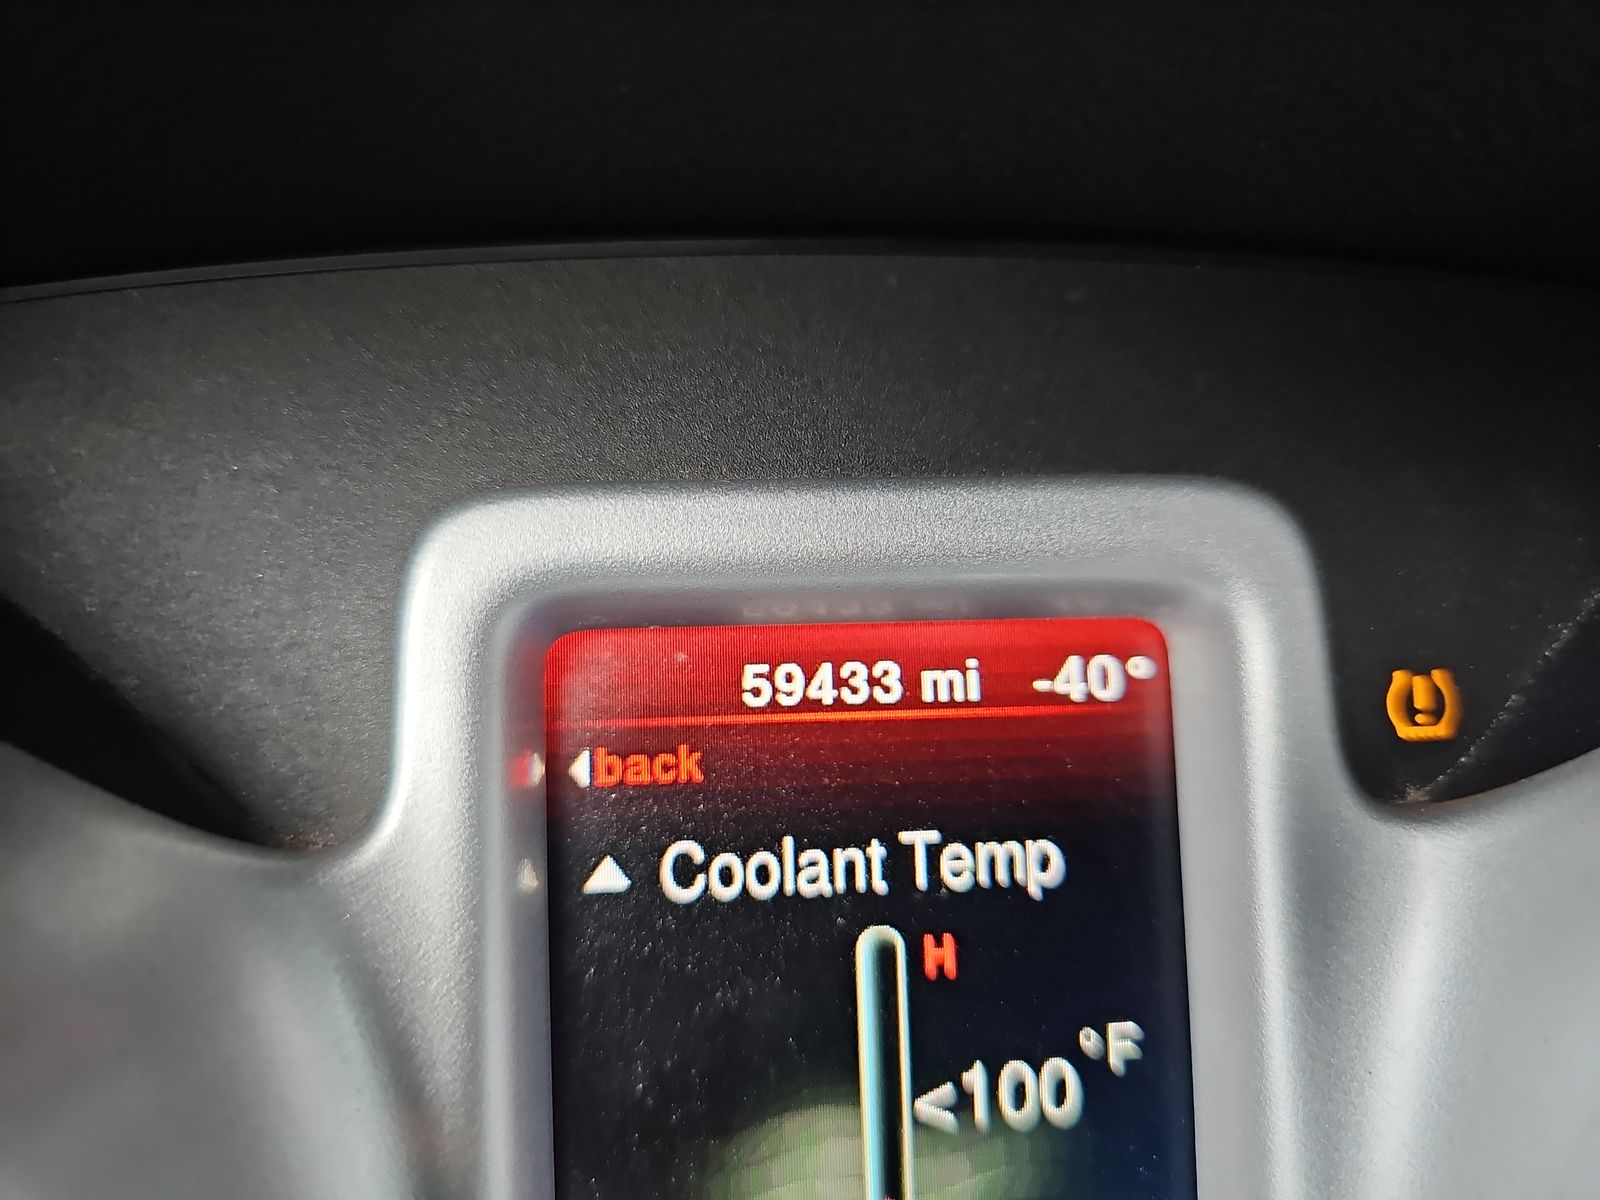 59433 mi -40°
back
Coolant Temp
H
<100 °F